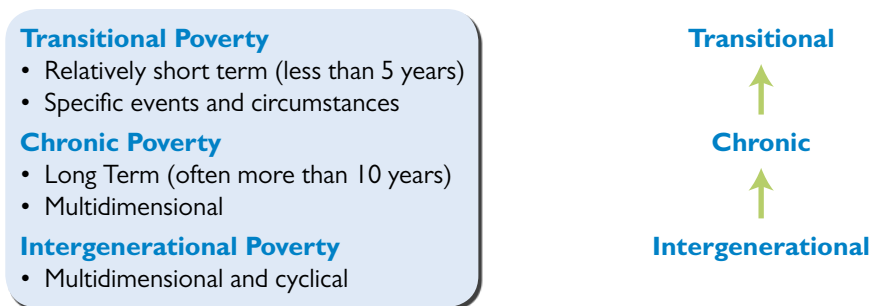 Transitional Poverty
• Relatively short term (less than 5 years)
• Specific events and circumstances
Chronic Poverty
• Long Term (often more than 10 years)
• Multidimensional
Intergenerational Poverty
• Multidimensional and cyclical
Transitional
Chronic
Intergenerational